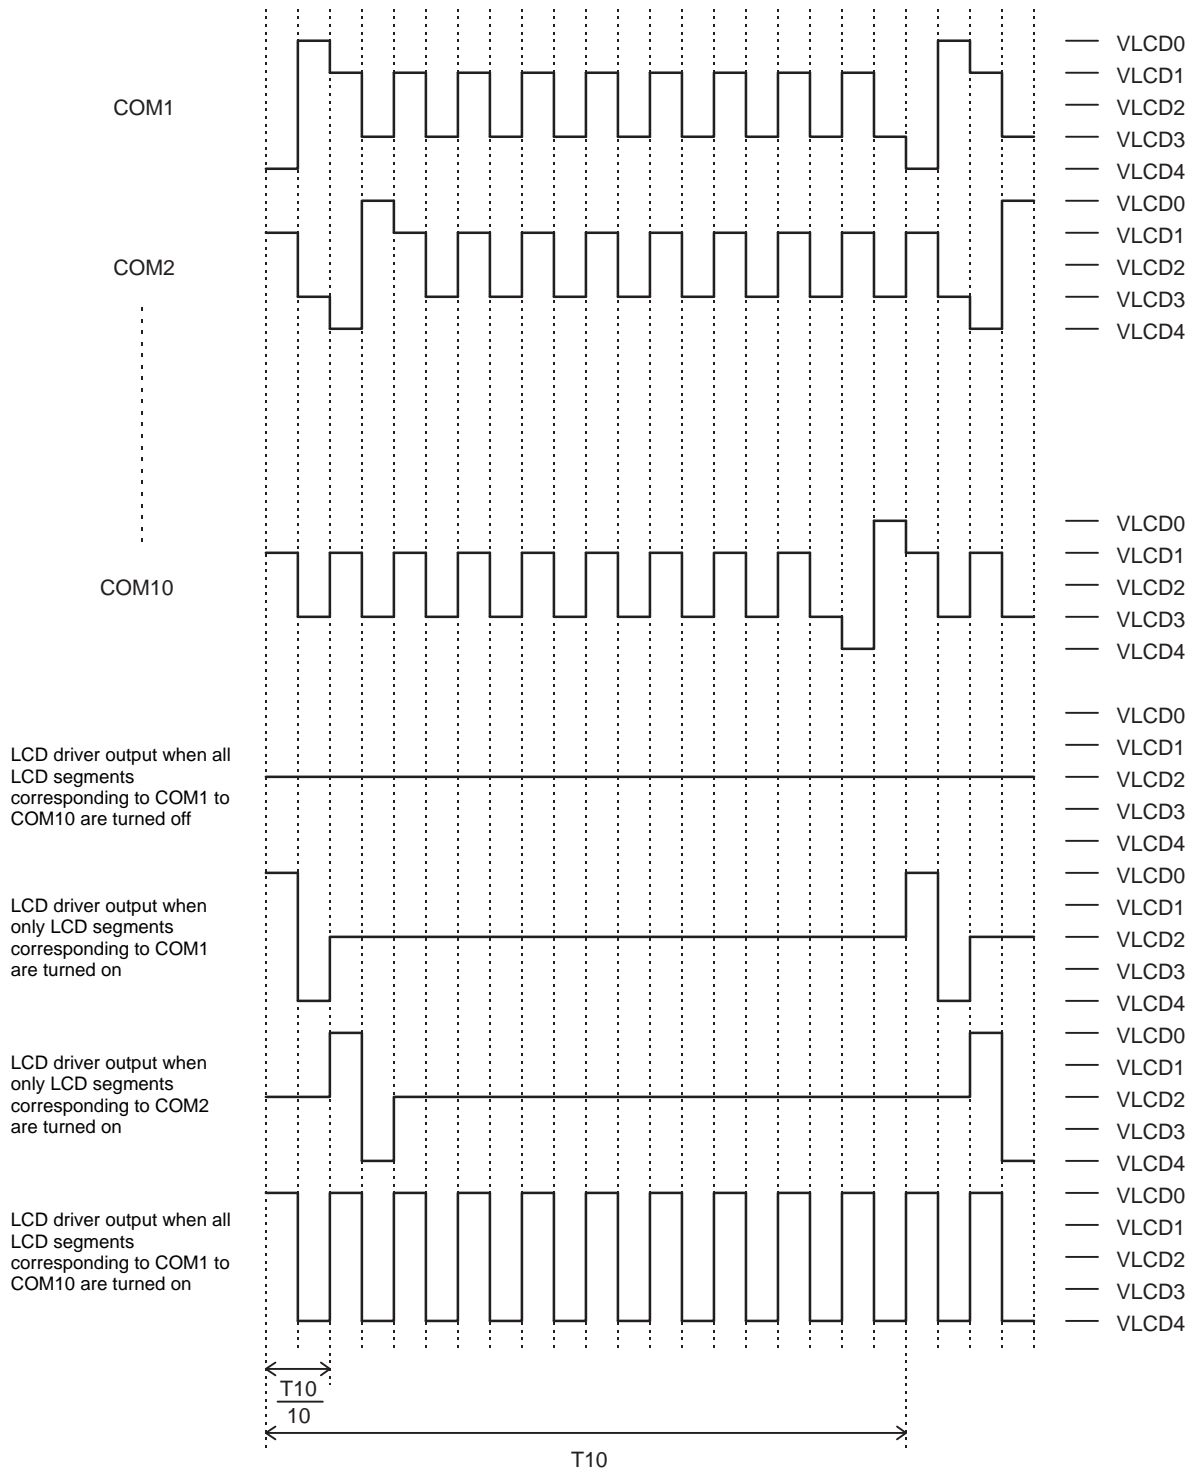 VLCD0
VLCD1
COM1
VLCD2
VLCD3
VLCD4
VLCD0
VLCD1
COM2
VLCD2
VLCD3
VLCD4
VLCD0
VLCD1
COM10
VLCD2
VLCD3
VLCD4
LCD driver output when all
LCD segments
corresponding to COM1 to
COM10 are turned off
VLCD0
VLCD1
VLCD2
VLCD3
VLCD4
LCD driver output when
only LCD segments
corresponding to COM1
are turned on
VLCD0
VLCD1
VLCD2
VLCD3
VLCD4
LCD driver output when
only LCD segments
corresponding to COM2
are turned on
VLCD0
VLCD1
VLCD2
VLCD3
VLCD4
LCD driver output when all
LCD segments
corresponding to COM1 to
COM10 are turned on
VLCD0
VLCD1
VLCD2
VLCD3
VLCD4
T10
10
T10